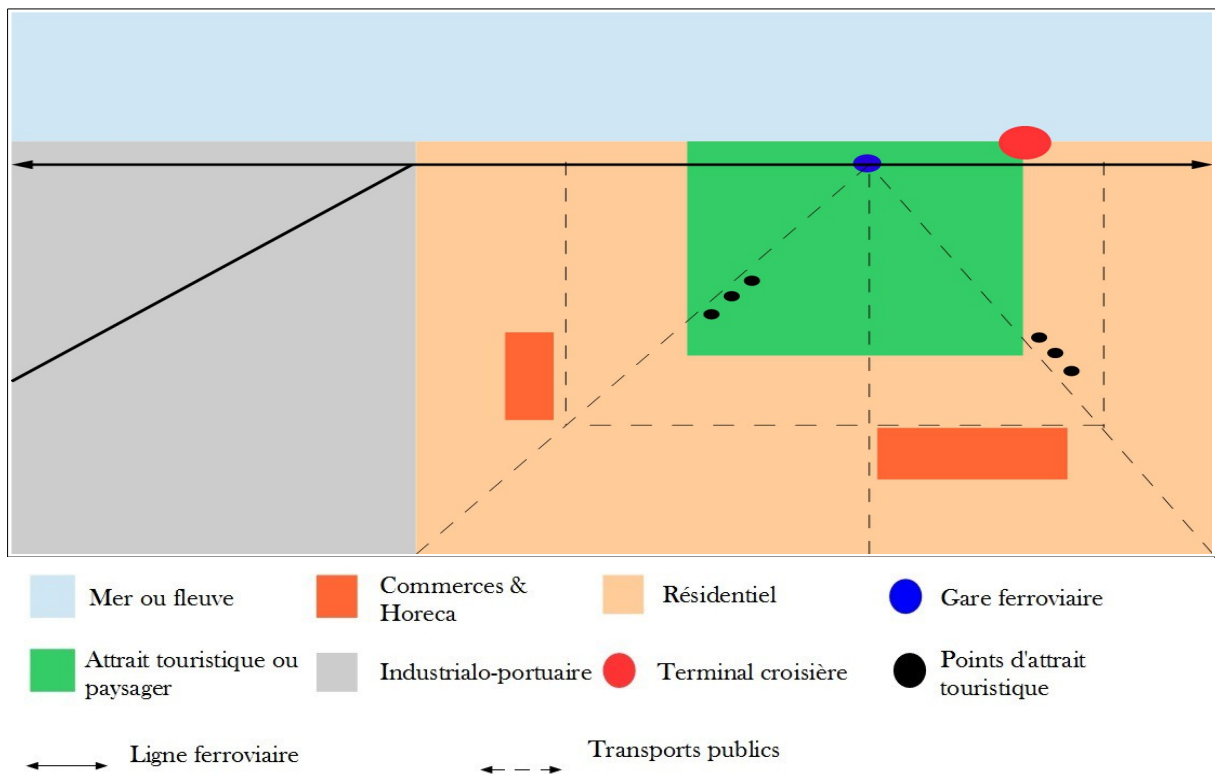 Mer ou fleuve
Commerces &
Horeca
Résidentiel
Gare ferroviaire
Attrait touristique ou
paysager
Industrialo-portuaire
Terminal croisière
Points d'attrait
touristique
Ligne ferroviaire
Transports publics